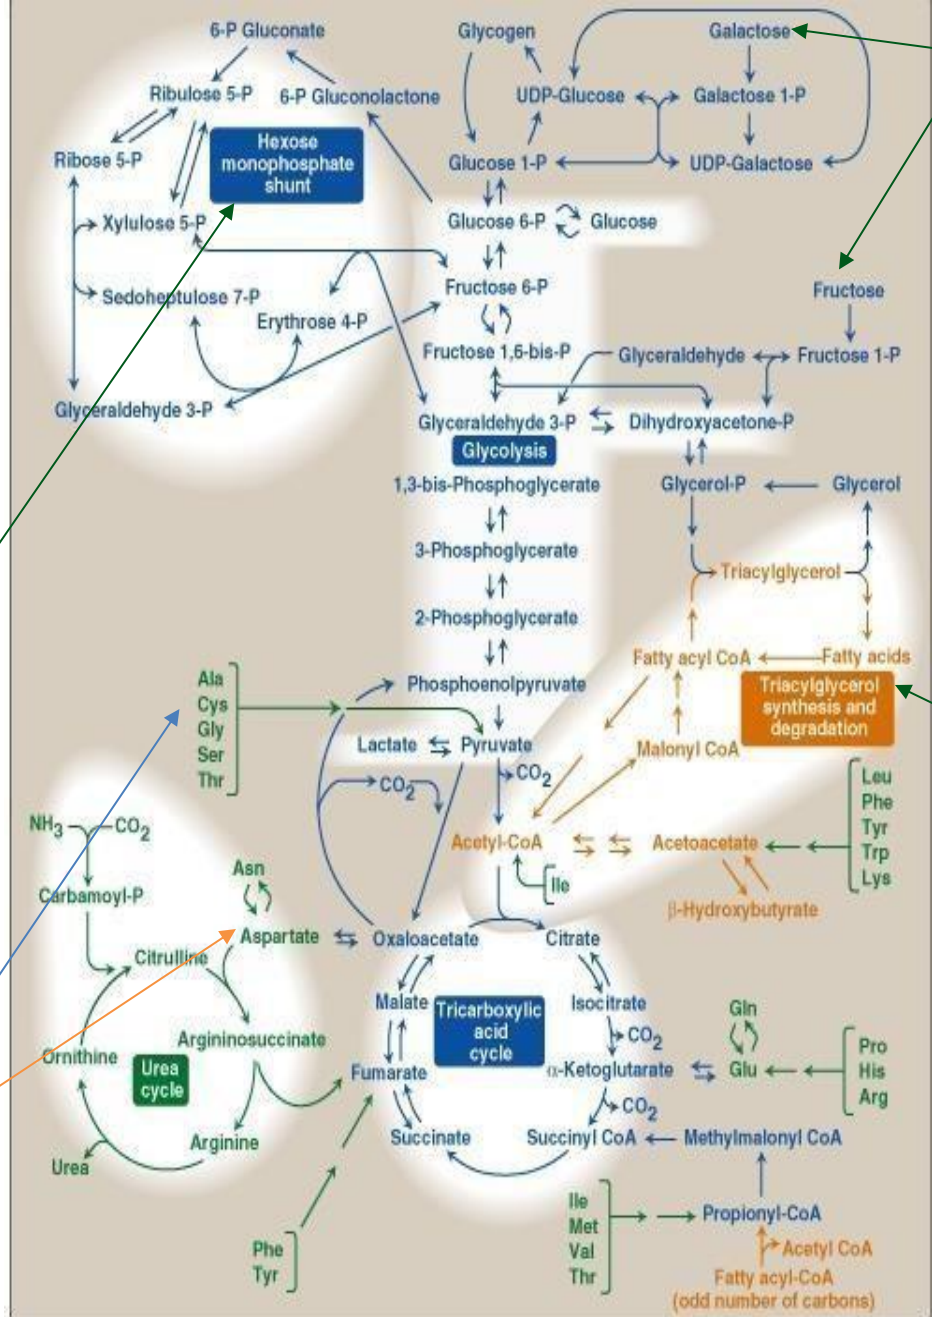 6-P Gluconate
Glycogen
Galactose
Ribulose 5-P
6-P Gluconolactone
UDP-Glucose
Galactose 1-P
Hexose
monophosphate
shunt
Ribose 5-P
Glucose 1-P
UDP-Galactose
Xylulose 5-P
Glucose 6-P
Glucose
Sedoheptulose 7-P
Fructose 6-P
Fructose
Erythrose 4-P
Fructose 1,6-bis-P
Glyceraldehyde
Fructose 1-P
Glyceraldehyde 3-P
Glyceraldehyde 3-P
Dihydroxyacetone-P
Glycolysis
1,3-bis-Phosphoglycerate
Glycerol-P
Glycerol
3-Phosphoglycerate
Triacylglycerol
2-Phosphoglycerate
Fatty acyl CoA
Fatty acids
Ala
Cys
Gly
Ser
Thr
Phosphoenolpyruvate
Triacylglycerol
synthesis and
degradation
Lactate
Pyruvate
Malonyl CoA
CO2
CO2
Leu
Phe
Tyr
Trp
Lys
NH3
CO2
Acetyl-CoA
Acetoacetate
Carbamoyl-P
Asn
Ile
β-Hydroxybutyrate
Aspartate
Oxaloacetate
Citrate
Citrulline
Malate
Tricarboxylic
acid
cycle
Isocitrate
CO2
Gln
Argininosuccinate
Ornithine
Urea
cycle
Fumarate
α-Ketoglutarate
Glu
Pro
His
Arg
CO2
Arginine
Succinate
Succinyl CoA
Methylmalonyl CoA
Urea
Ile
Met
Val
Thr
Propionyl-CoA
Phe
Tyr
Acetyl CoA
Fatty acyl-CoA
(odd number of carbons)